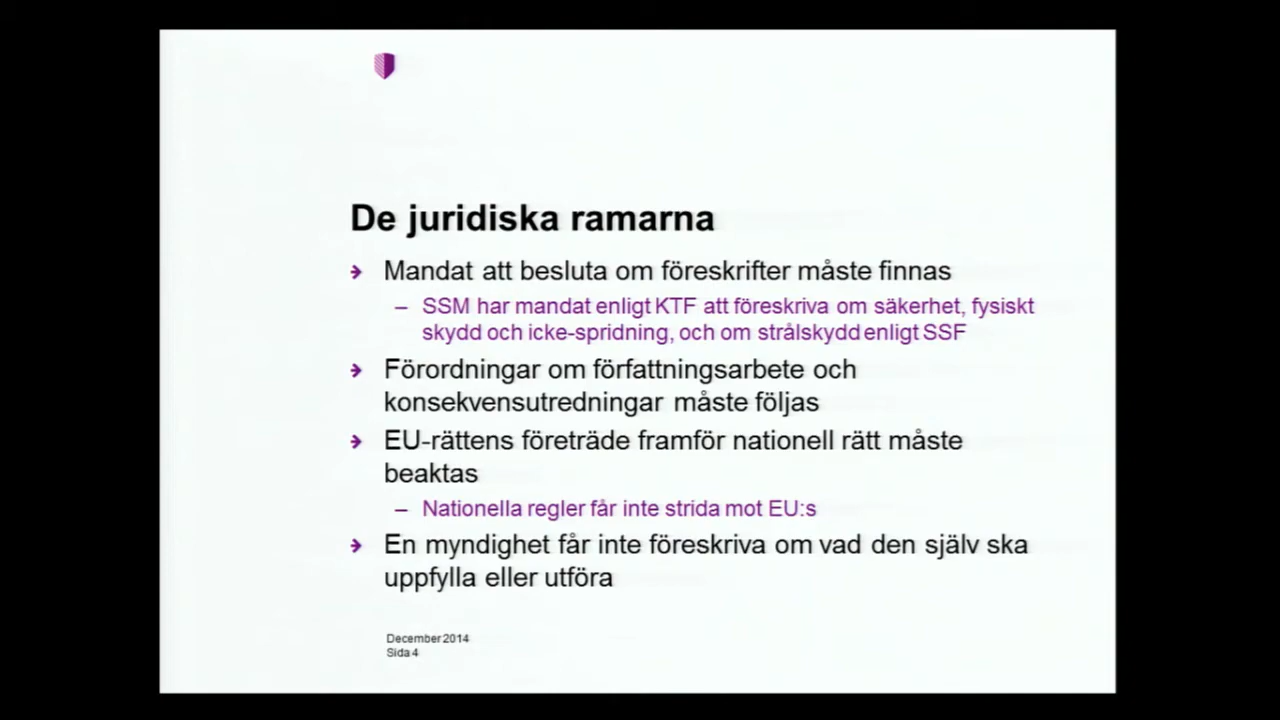 De juridiska ramarna
Mandat att besluta om föreskrifter måste finnas
– SSM har mandat enligt KTF att föreskriva om säkerhet, fysiskt
skydd och icke-spridning, och om strålskydd enligt SSF
Förordningar om författningsarbete och
konsekvensutredningar måste följas
EU-rättens företräde framför nationell rätt måste
beaktas
– Nationella regler får inte strida mot EU:s
En myndighet får inte föreskriva om vad den själv ska
uppfylla eller utföra
December 2014
Sida 4